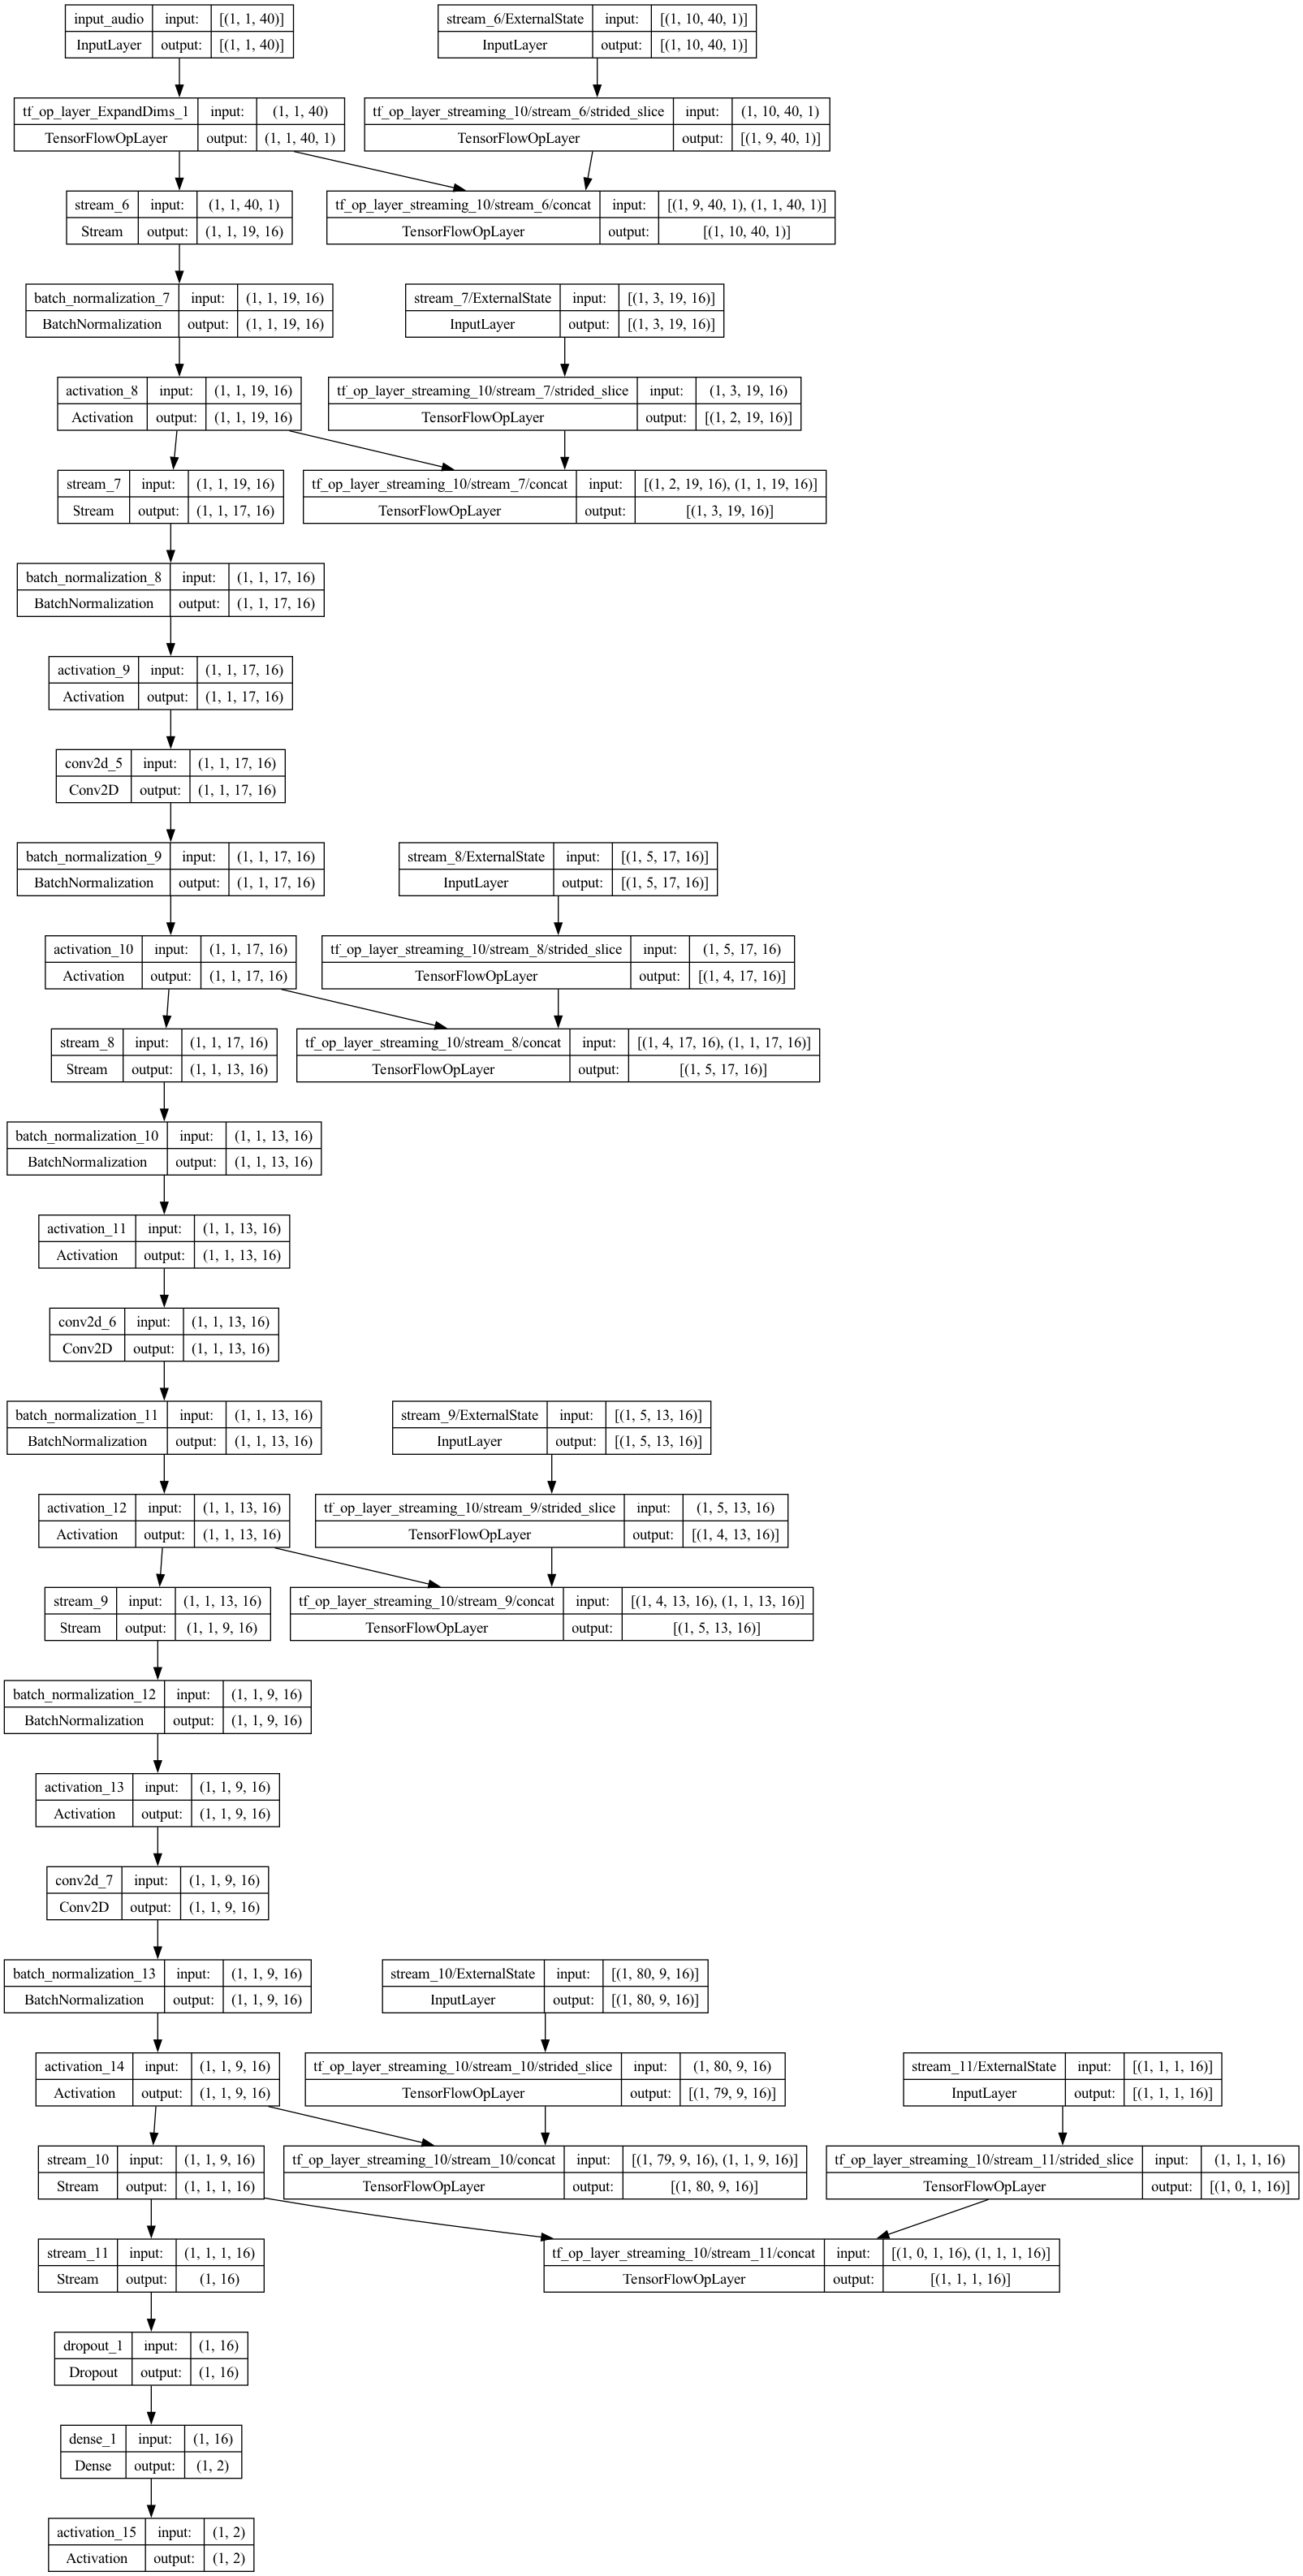 input_audio input: [(1, 1, 40)]
InputLayer output: [(1, 1, 40)]
stream_6/ExternalState input: [(1, 10, 40, 1)]
InputLayer output: [(1, 10, 40, 1)]
tf_op_layer_ExpandDims_1 input: (1, 1, 40)
TensorFlowOpLayer output: (1, 1, 40, 1)
tf_op_layer_streaming_10/stream_6/strided_slice input: (1, 10, 40, 1)
TensorFlowOpLayer output: [(1, 9, 40, 1)]
stream_6 input: (1, 1, 40, 1)
Stream output: (1, 1, 19, 16)
tf_op_layer_streaming_10/stream_6/concat input: [(1, 9, 40, 1), (1, 1, 40, 1)]
TensorFlowOpLayer output: [(1, 10, 40, 1)]
batch_normalization_7 input: (1, 1, 19, 16)
BatchNormalization output: (1, 1, 19, 16)
stream_7/ExternalState input: [(1, 3, 19, 16)]
InputLayer output: [(1, 3, 19, 16)]
activation_8 input: (1, 1, 19, 16)
Activation output: (1, 1, 19, 16)
tf_op_layer_streaming_10/stream_7/strided_slice input: (1, 3, 19, 16)
TensorFlowOpLayer output: [(1, 2, 19, 16)]
stream_7 input: (1, 1, 19, 16)
Stream output: (1, 1, 17, 16)
tf_op_layer_streaming_10/stream_7/concat input: [(1, 2, 19, 16), (1, 1, 19, 16)]
TensorFlowOpLayer output: [(1, 3, 19, 16)]
batch_normalization_8 input: (1, 1, 17, 16)
BatchNormalization output: (1, 1, 17, 16)
activation_9 input: (1, 1, 17, 16)
Activation output: (1, 1, 17, 16)
conv2d_5 input: (1, 1, 17, 16)
Conv2D output: (1, 1, 17, 16)
batch_normalization_9 input: (1, 1, 17, 16)
BatchNormalization output: (1, 1, 17, 16)
stream_8/ExternalState input: [(1, 5, 17, 16)]
InputLayer output: [(1, 5, 17, 16)]
activation_10 input: (1, 1, 17, 16)
Activation output: (1, 1, 17, 16)
tf_op_layer_streaming_10/stream_8/strided_slice input: (1, 5, 17, 16)
TensorFlowOpLayer output: [(1, 4, 17, 16)]
stream_8 input: (1, 1, 17, 16)
Stream output: (1, 1, 13, 16)
tf_op_layer_streaming_10/stream_8/concat input: [(1, 4, 17, 16), (1, 1, 17, 16)]
TensorFlowOpLayer output: [(1, 5, 17, 16)]
batch_normalization_10 input: (1, 1, 13, 16)
BatchNormalization output: (1, 1, 13, 16)
activation_11 input: (1, 1, 13, 16)
Activation output: (1, 1, 13, 16)
conv2d_6 input: (1, 1, 13, 16)
Conv2D output: (1, 1, 13, 16)
batch_normalization_11 input: (1, 1, 13, 16)
BatchNormalization output: (1, 1, 13, 16)
stream_9/ExternalState input: [(1, 5, 13, 16)]
InputLayer output: [(1, 5, 13, 16)]
activation_12 input: (1, 1, 13, 16)
Activation output: (1, 1, 13, 16)
tf_op_layer_streaming_10/stream_9/strided_slice input: (1, 5, 13, 16)
TensorFlowOpLayer output: [(1, 4, 13, 16)]
stream_9 input: (1, 1, 13, 16)
Stream output: (1, 1, 9, 16)
tf_op_layer_streaming_10/stream_9/concat input: [(1, 4, 13, 16), (1, 1, 13, 16)]
TensorFlowOpLayer output: [(1, 5, 13, 16)]
batch_normalization_12 input: (1, 1, 9, 16)
BatchNormalization output: (1, 1, 9, 16)
activation_13 input: (1, 1, 9, 16)
Activation output: (1, 1, 9, 16)
conv2d_7 input: (1, 1, 9, 16)
Conv2D output: (1, 1, 9, 16)
batch_normalization_13 input: (1, 1, 9, 16)
BatchNormalization output: (1, 1, 9, 16)
stream_10/ExternalState input: [(1, 80, 9, 16)]
InputLayer output: [(1, 80, 9, 16)]
activation_14 input: (1, 1, 9, 16)
Activation output: (1, 1, 9, 16)
tf_op_layer_streaming_10/stream_10/strided_slice input: (1, 80, 9, 16)
TensorFlowOpLayer output: [(1, 79, 9, 16)]
stream_11/ExternalState input: [(1, 1, 1, 16)]
InputLayer output: [(1, 1, 1, 16)]
stream_10 input: (1, 1, 9, 16)
Stream output: (1, 1, 1, 16)
tf_op_layer_streaming_10/stream_10/concat input: [(1, 79, 9, 16), (1, 1, 9, 16)]
TensorFlowOpLayer output: [(1, 80, 9, 16)]
tf_op_layer_streaming_10/stream_11/strided_slice input: (1, 1, 1, 16)
TensorFlowOpLayer output: [(1, 0, 1, 16)]
stream_11 input: (1, 1, 1, 16)
Stream output: (1, 16)
tf_op_layer_streaming_10/stream_11/concat input: [(1, 0, 1, 16), (1, 1, 1, 16)]
TensorFlowOpLayer output: [(1, 1, 1, 16)]
dropout_1 input: (1, 16)
Dropout output: (1, 16)
dense_1 input: (1, 16)
Dense output: (1, 2)
activation_15 input: (1, 2)
Activation output: (1, 2)